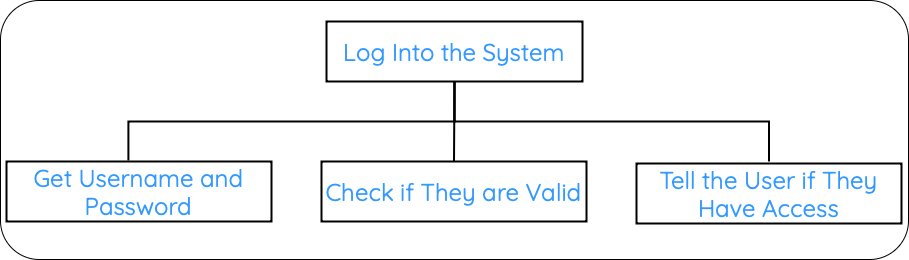 Log Into the System
Get Username and
Password
Check if They are Valid
Tell the User if They
Have Access